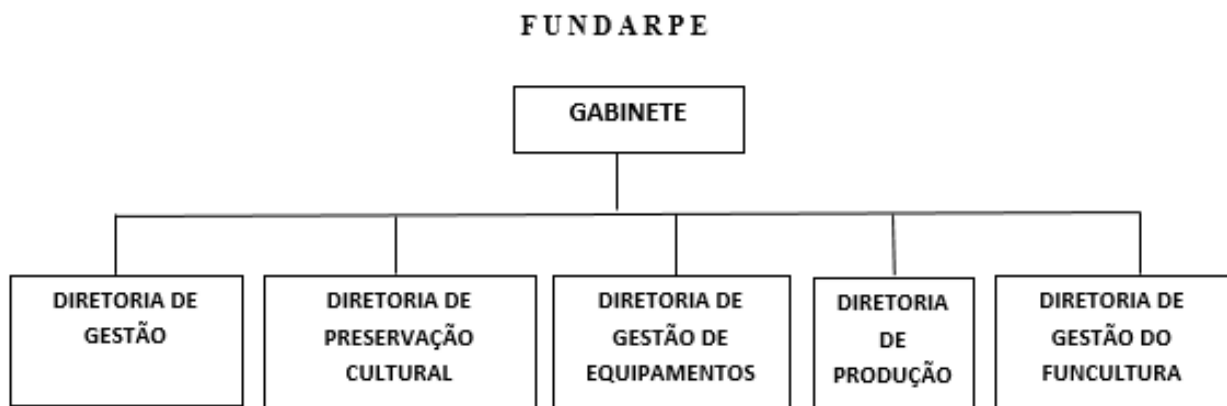 FUNDARPE
GABINETE
DIRETORIA DE
GESTÃO
DIRETORIA DE
PRESERVAÇÃO
CULTURAL
DIRETORIA DE
GESTÃO DE
EQUIPAMENTOS
DIRETORIA
DE
PRODUÇÃO
DIRETORIA DE
GESTÃO DO
FUNCULTURA